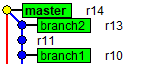 master r14
branch2 r13
r11
branch1 r10